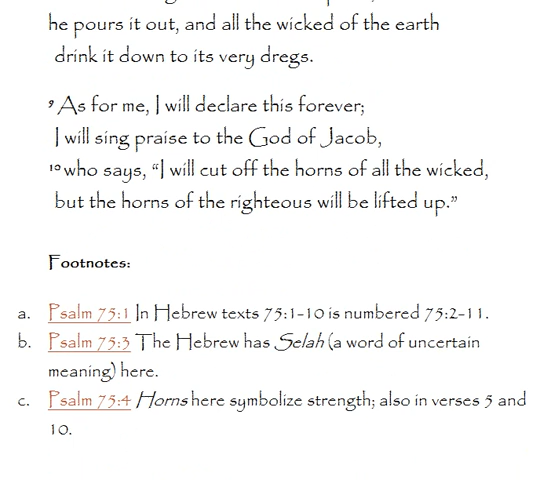 he pours it out, and all the wicked of the earth
drink it down to its very dregs.
9 As for me, I will declare this forever;
I will sing praise to the God of Jacob,
10 who says, “I will cut off the horns of all the wicked,
but the horns of the righteous will be lifted up.”
Footnotes:
a. Psalm 75:1 In Hebrew texts 75:1-10 is numbered 75:2-11.
b. Psalm 75:3 The Hebrew has Selah (a word of uncertain
meaning) here.
c. Psalm 75:4 Horns here symbolize strength; also in verses 5 and
10.